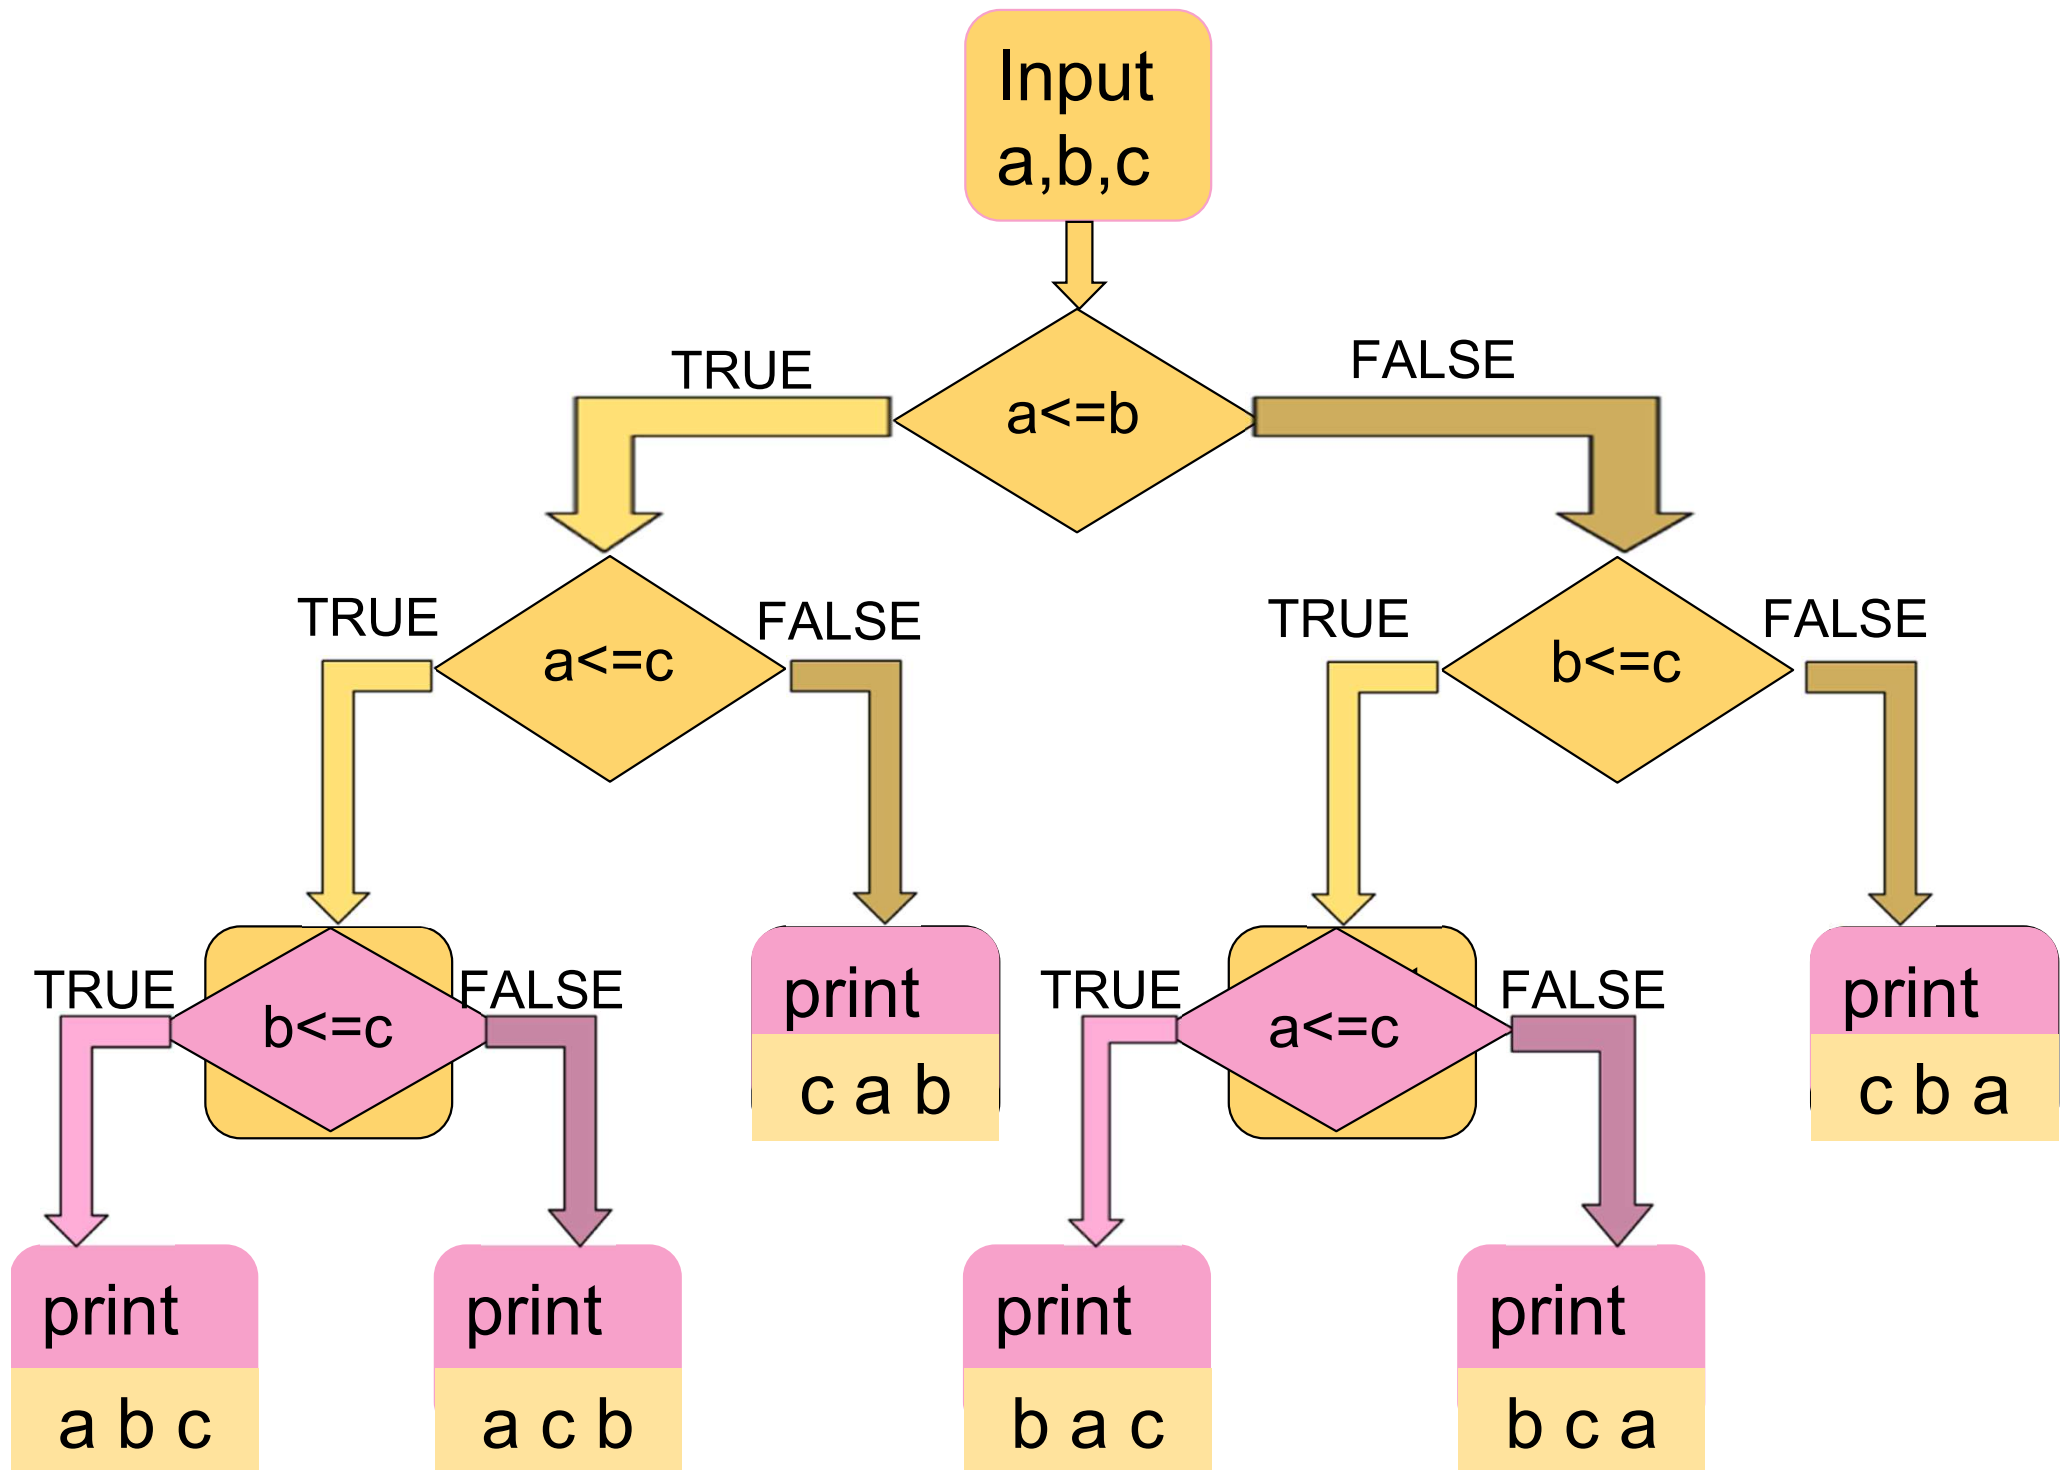 Input
a,b,c
TRUE
FALSE
a<=b
TRUE
FALSE
TRUE
FALSE
a<=c
b<=c
TRUE
FALSE
print
TRUE
FALSE
print
b<=c
a<=c
c a b
c b a
print
print
print
print
a b c
a c b
b a c
b c a